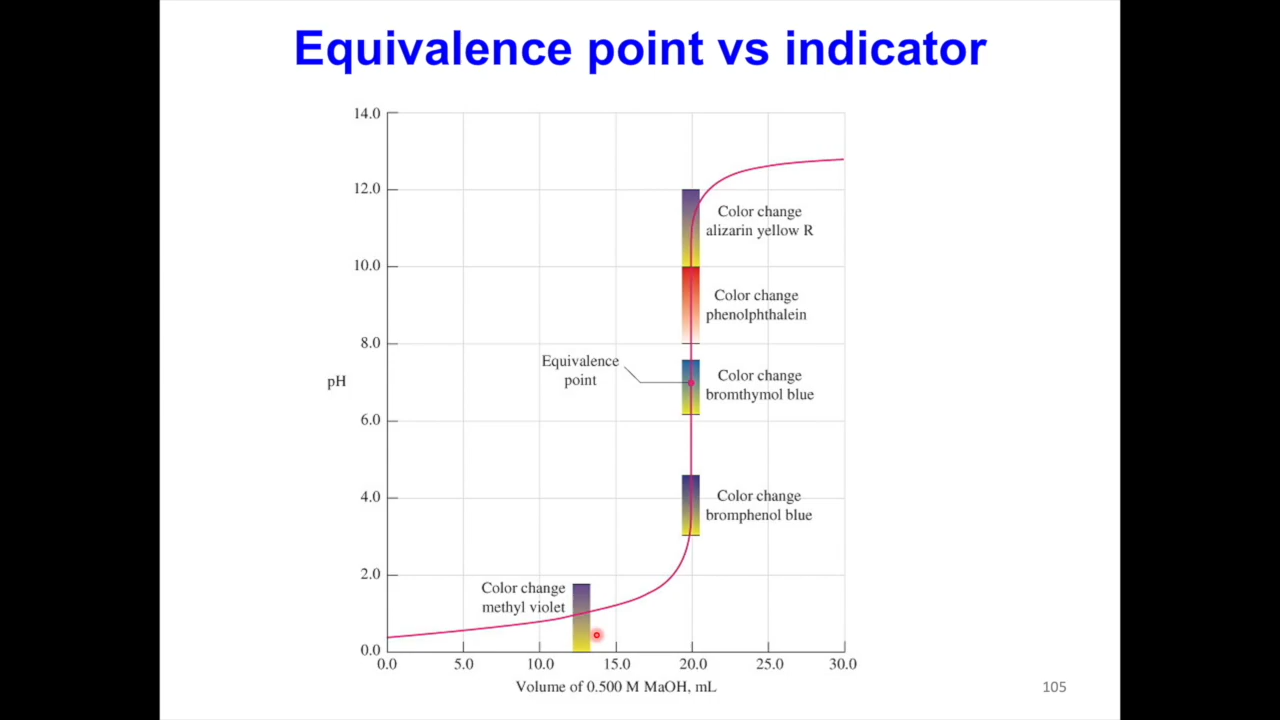 Equivalence point vs indicator
14.0
12.0
Color change
alizarin yellow R
10.0
Color change
phenolphthalein
8.0
Equivalence
point
Color change
bromthymol blue
pH
6.0
4.0
Color change
bromphenol blue
2.0
Color change
methyl violet
0.0
0.0 5.0 10.0 15.0 20.0 25.0 30.0
Volume of 0.500 M MaOH, mL
105